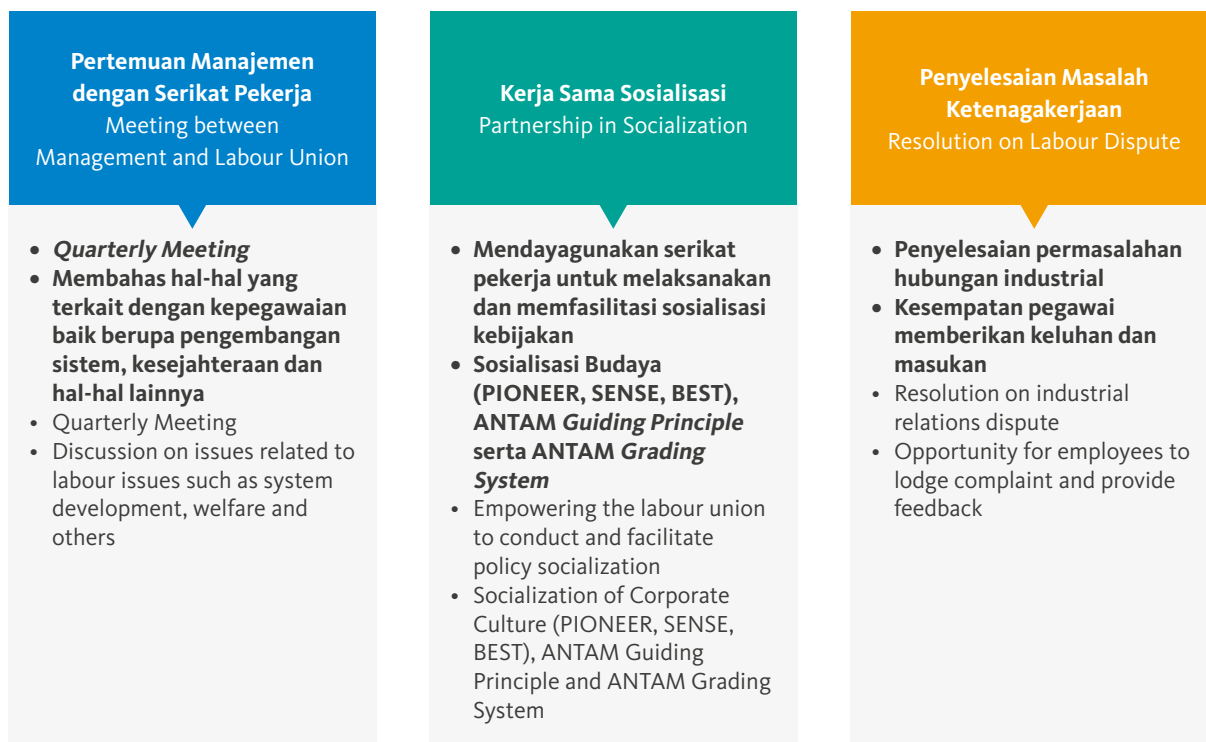 Pertemuan Manajemen
dengan Serikat Pekerja
Meeting between
Management and Labour Union
• Quarterly Meeting
• Membahas hal-hal yang
terkait dengan kepegawaian
baik berupa pengembangan
sistem, kesejahteraan dan
hal-hal lainnya
• Quarterly Meeting
• Discussion on issues related to
labour issues such as system
development, welfare and
others
Kerja Sama Sosialisasi
Partnership in Socialization
• Mendayagunakan serikat
pekerja untuk melaksanakan
dan memfasilitasi sosialisasi
kebijakan
• Sosialisasi Budaya
(PIONEER, SENSE, BEST),
ANTAM Guiding Principle
serta ANTAM Grading
System
• Empowering the labour union
to conduct and facilitate
policy socialization
• Socialization of Corporate
Culture (PIONEER, SENSE,
BEST), ANTAM Guiding
Principle and ANTAM Grading
System
Penyelesaian Masalah
Ketenagakerjaan
Resolution on Labour Dispute
• Penyelesaian permasalahan
hubungan industrial
• Kesempatan pegawai
memberikan keluhan dan
masukan
• Resolution on industrial
relations dispute
• Opportunity for employees to
lodge complaint and provide
feedback